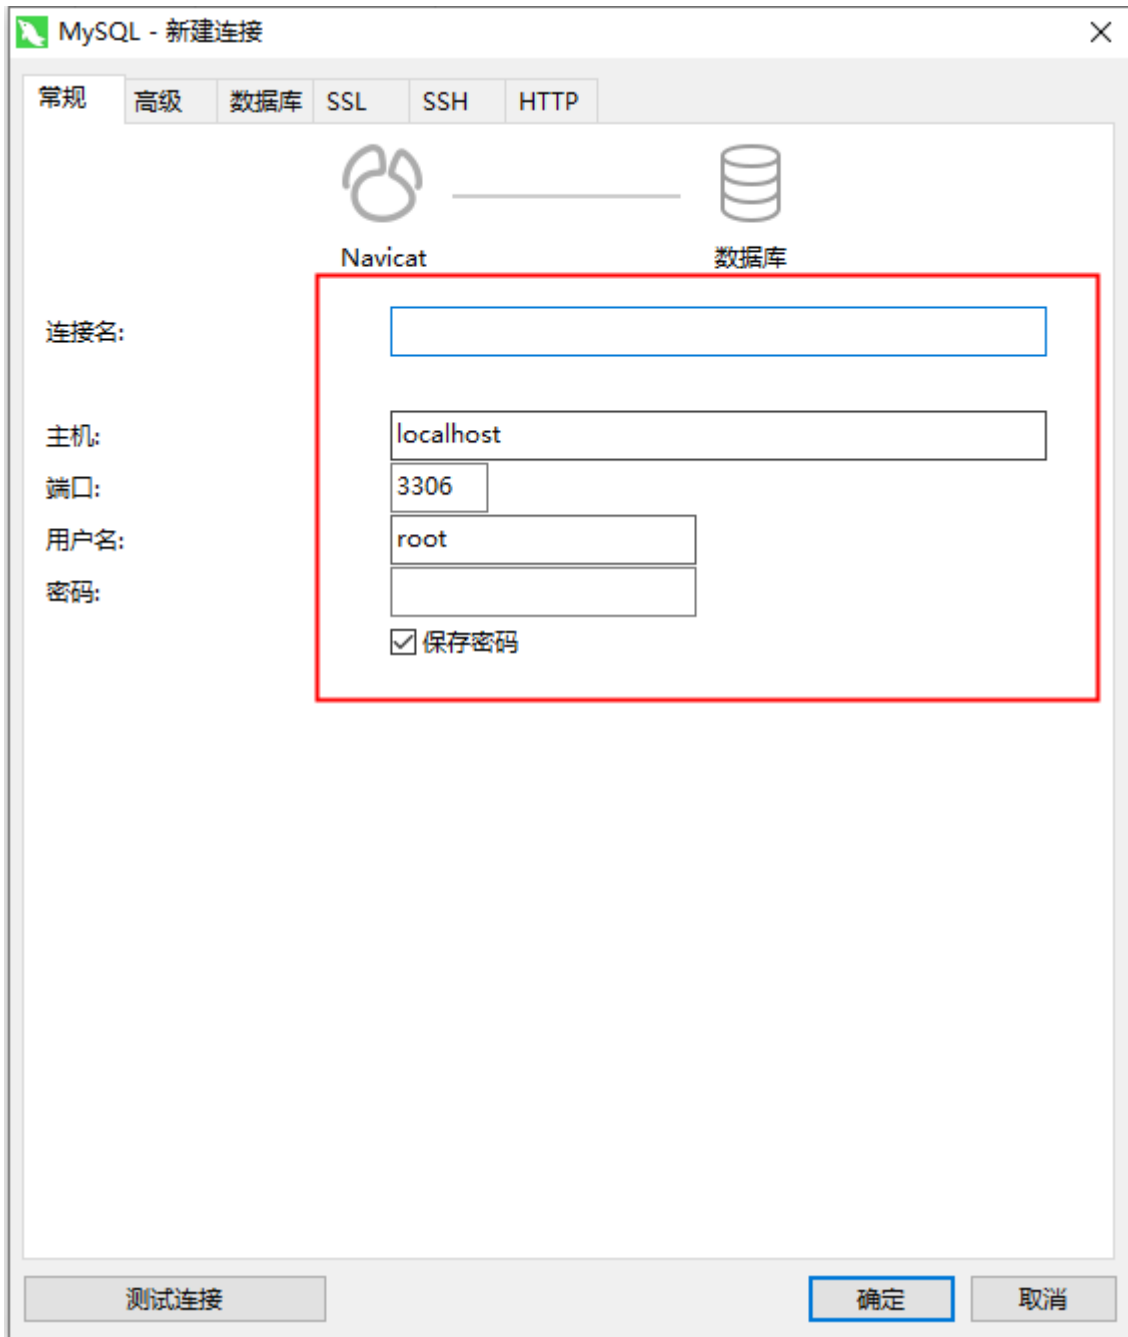 MySQL - 新建连接
常规 高级 数据库 SSL SSH HTTP
Navicat 数据库
连接名:
主机: localhost
端口: 3306
用户名: root
密码:
保存密码
测试连接 确定 取消